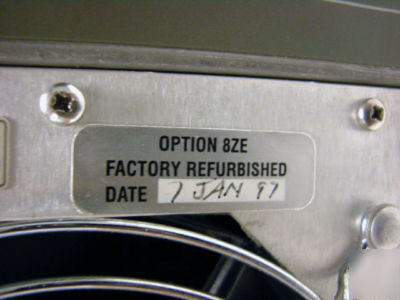 OPTION 8ZE
FACTORY REFURBISHED
DATE 7 JAN 97